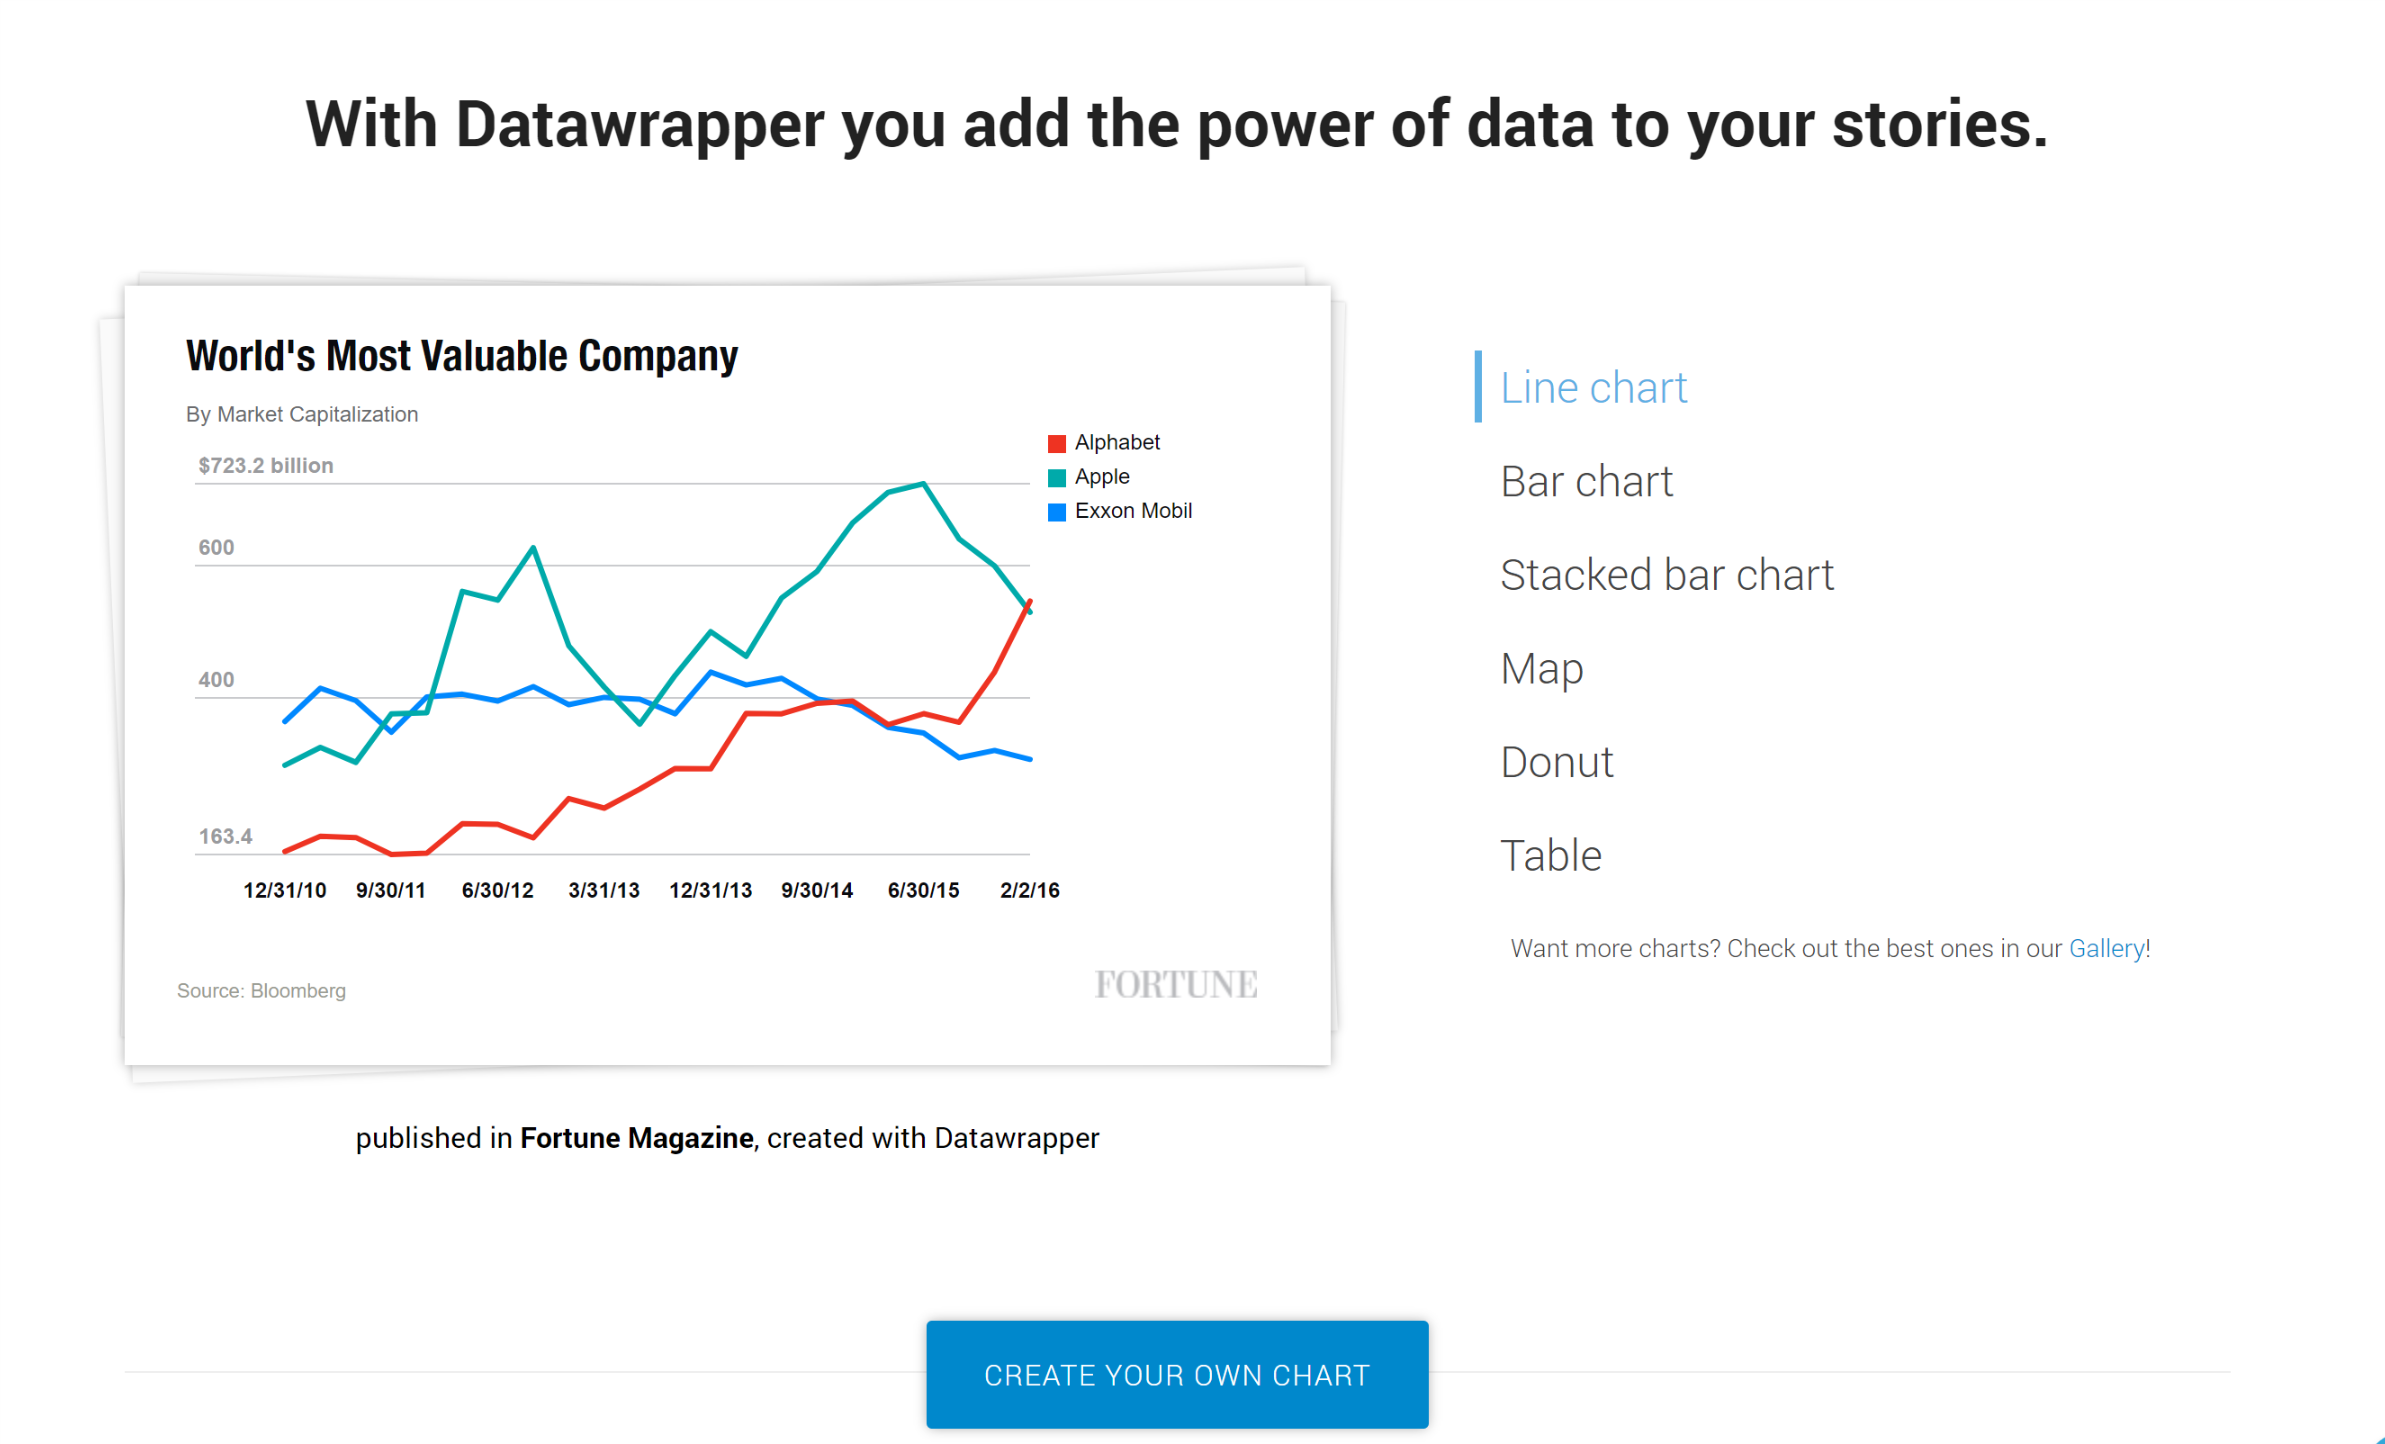 With Datawrapper you add the power of data to your stories.
World's Most Valuable Company
By Market Capitalization
Alphabet
Apple
Exxon Mobil
$723.2 billion
600
400
163.4
12/31/10 9/30/11 6/30/12 3/31/13 12/31/13 9/30/14 6/30/15 2/2/16
Source: Bloomberg
FORTUNE
published in Fortune Magazine, created with Datawrapper
Line chart
Bar chart
Stacked bar chart
Map
Donut
Table
Want more charts? Check out the best ones in our Gallery!
CREATE YOUR OWN CHART